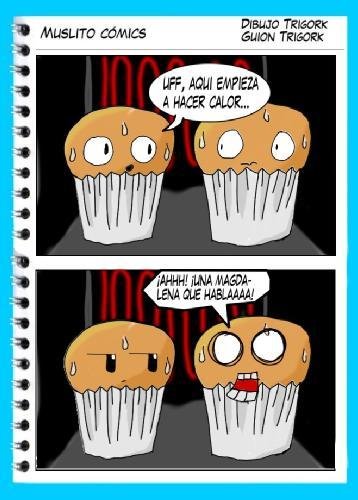 MUSLITO CÓMICS
DIBUJO TRIGORK
GUION TRIGORK
UFF, AQUI EMPIEZA
A HACER CALOR...
¡AHHH! ¡UNA MAGDA-
LENA QUE HABLAAAA!